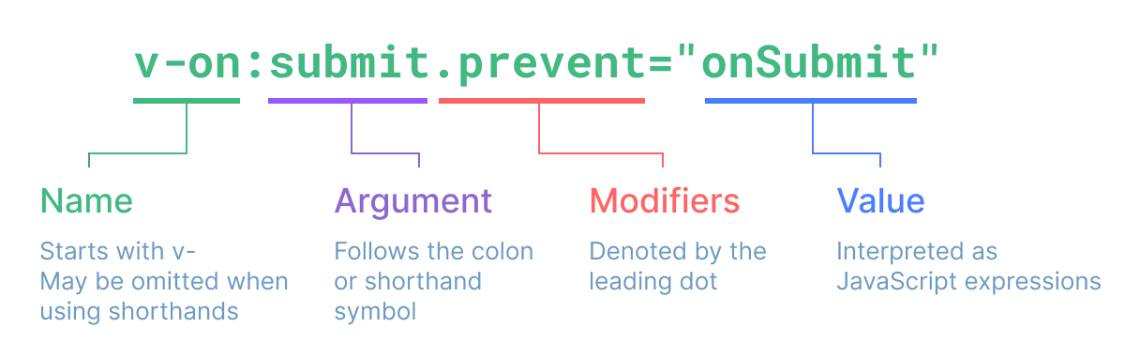 v-on:submit.prevent="onSubmit"
Name
Starts with v-
May be omitted when
using shorthands
Argument
Follows the colon
or shorthand
symbol
Modifiers
Denoted by the
leading dot
Value
Interpreted as
JavaScript expressions